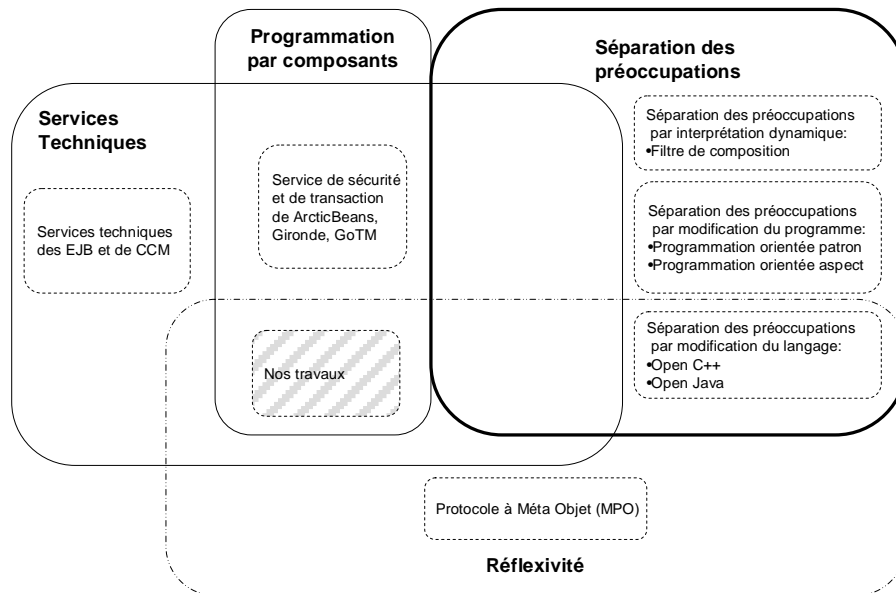 Programmation
par composants
Séparation des
préoccupations
Services
Techniques
Séparation des préoccupations
par interprétation dynamique:
•Filtre de composition
Service de sécurité
et de transaction
de ArcticBeans,
Gironde, GoTM
Services techniques
des EJB et de CCM
Séparation des préoccupations
par modification du programme:
•Programmation orientée patron
•Programmation orientée aspect
Séparation des préoccupations
par modification du langage:
•Open C++
•Open Java
Nos travaux
Protocole à Méta Objet (MPO)
Réflexivité